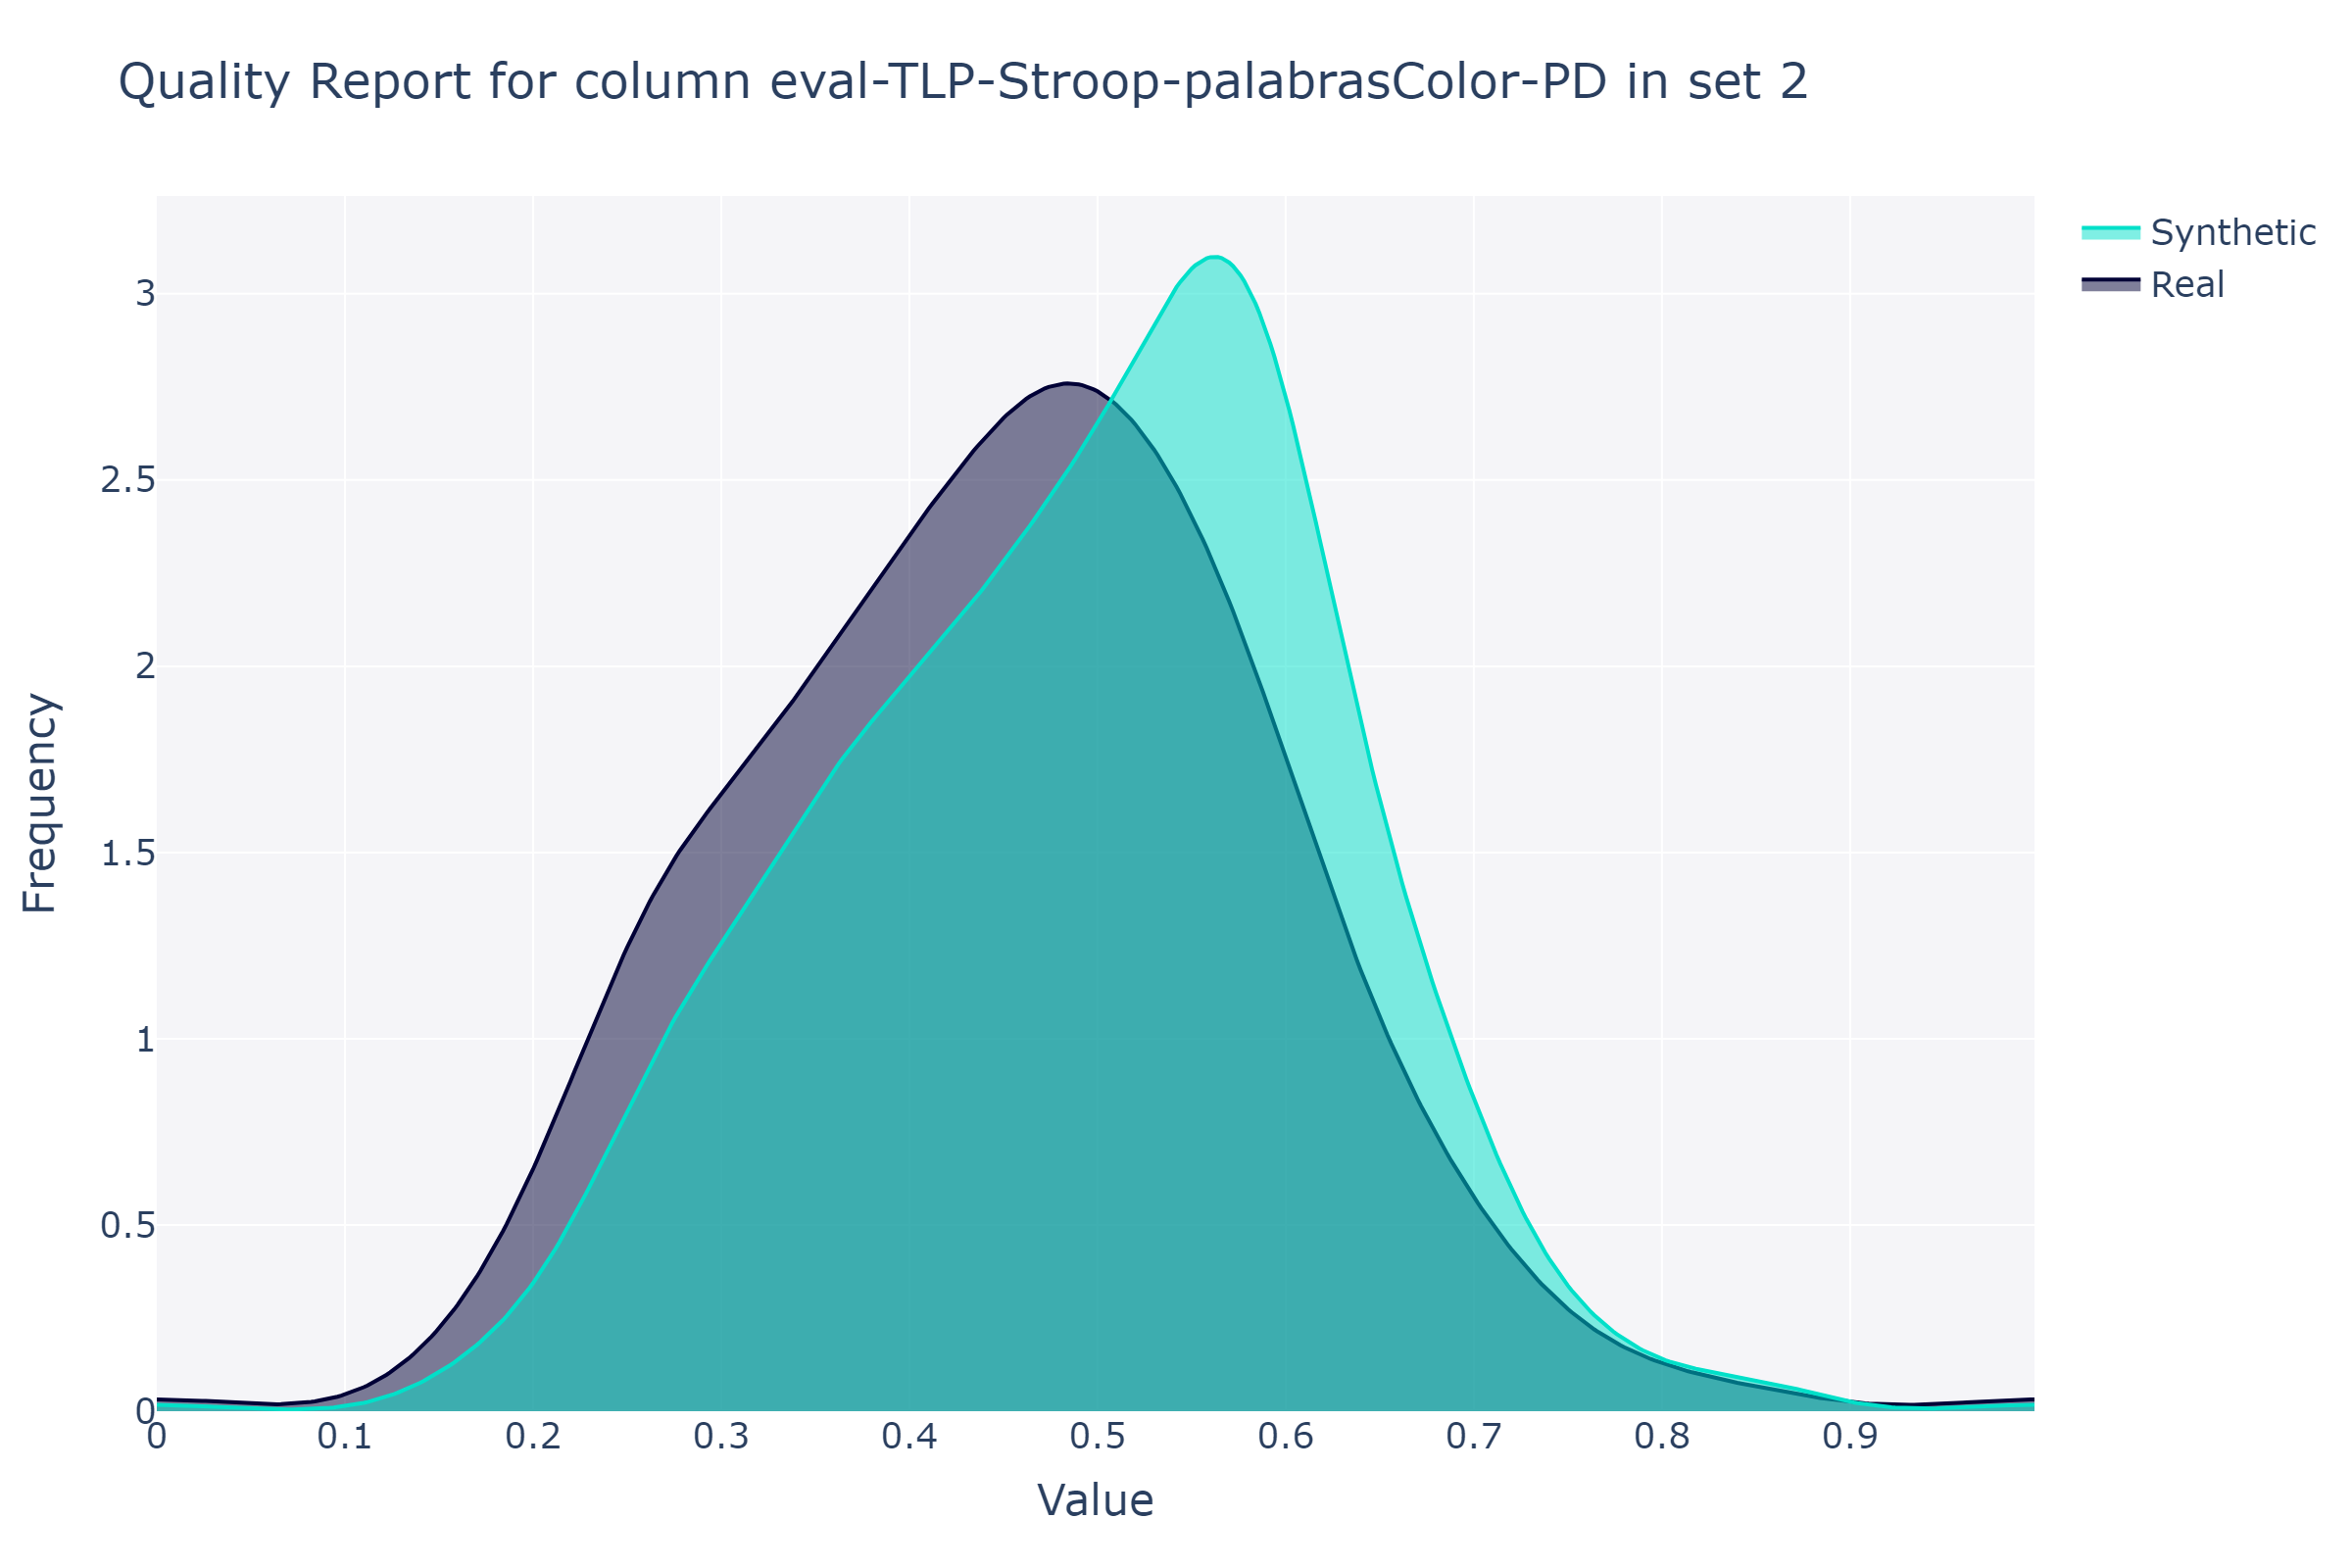 Quality Report for column eval-TLP-Stroop-palabrasColor-PD in set 2
Synthetic
Real
3
2.5
2
1.5
1
0.5
0
Frequency
0 0.1 0.2 0.3 0.4 0.5 0.6 0.7 0.8 0.9
Value